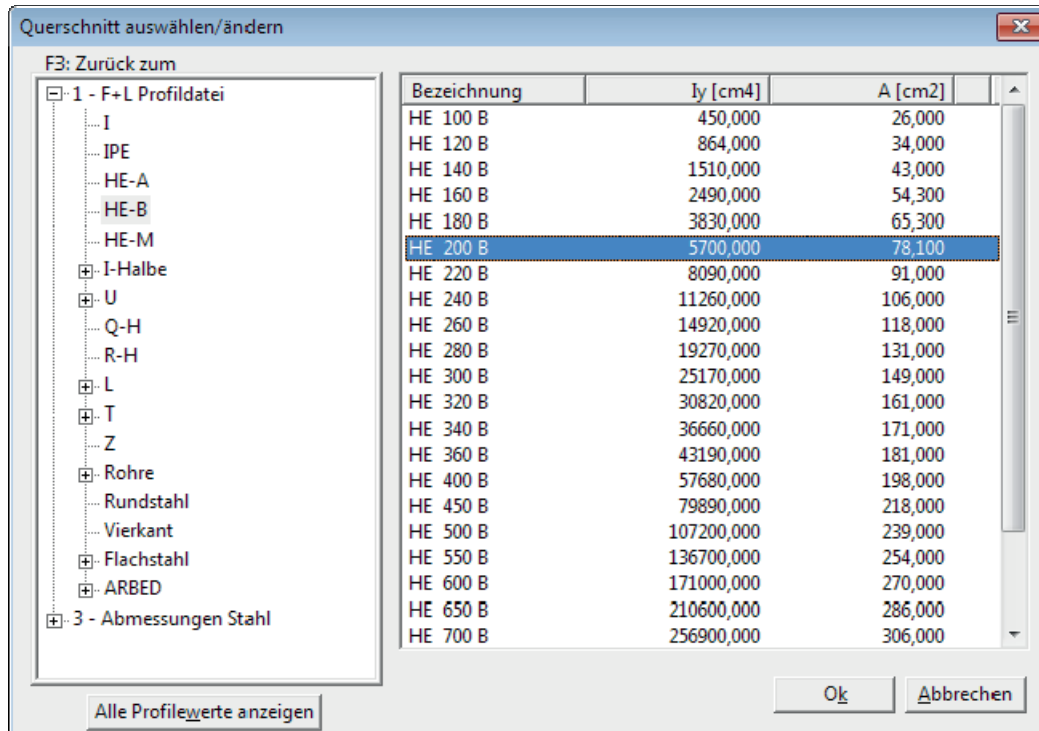 Querschnitt auswählen/ändern
F3: Zurück zum
1 - F+L Profildatei
I
IPE
HE-A
HE-B
HE-M
I-Halbe
U
Q-H
R-H
L
T
Z
Rohre
Rundstahl
Vierkant
Flachstahl
ARBED
3 - Abmessungen Stahl
Alle Profilewerte anzeigen
Bezeichnung Iy [cm4] A [cm2]
HE 100 B 450,000 26,000
HE 120 B 864,000 34,000
HE 140 B 1510,000 43,000
HE 160 B 2490,000 54,300
HE 180 B 3830,000 65,300
HE 200 B 5700,000 78,100
HE 220 B 8090,000 91,000
HE 240 B 11260,000 106,000
HE 260 B 14920,000 118,000
HE 280 B 19270,000 131,000
HE 300 B 25170,000 149,000
HE 320 B 30820,000 161,000
HE 340 B 36660,000 171,000
HE 360 B 43190,000 181,000
HE 400 B 57680,000 198,000
HE 450 B 79890,000 218,000
HE 500 B 107200,000 239,000
HE 550 B 136700,000 254,000
HE 600 B 171000,000 270,000
HE 650 B 210600,000 286,000
HE 700 B 256900,000 306,000
Ok Abbrechen